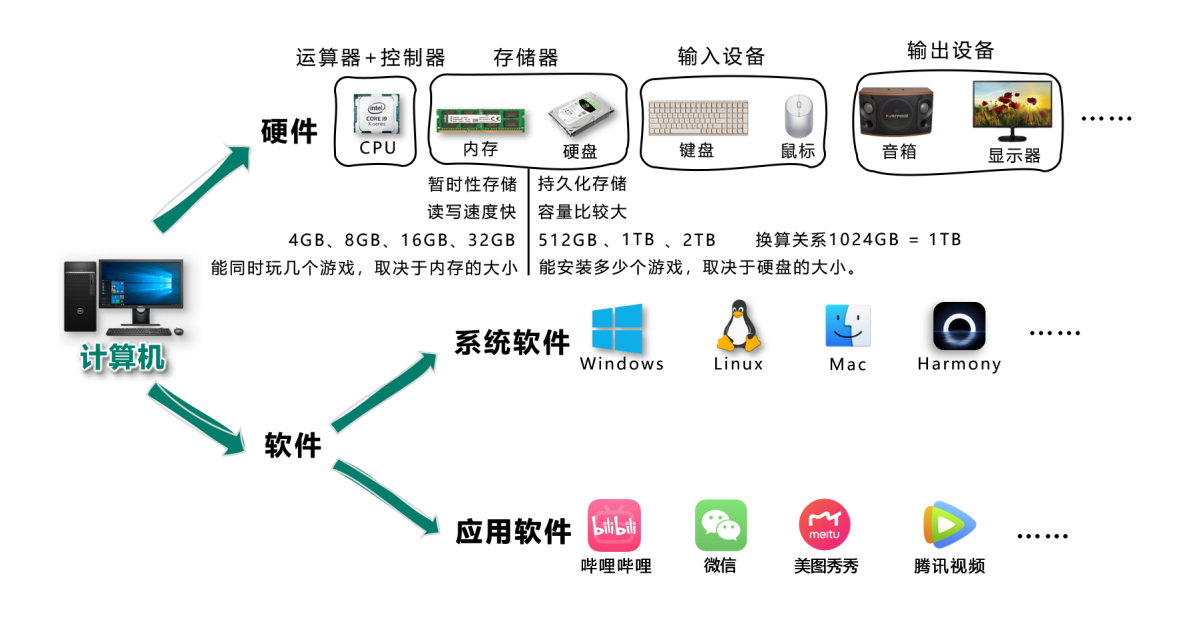 运算器+控制器
存储器
输入设备
输出设备
硬件
intel
CORE i9
X-series
CPU
内存
硬盘
键盘
鼠标
音箱
显示器
……
暂时性存储
持久化存储
读写速度快
容量比较大
4GB、8GB、16GB、32GB
512GB 、1TB 、2TB
换算关系1024GB = 1TB
能同时玩几个游戏，取决于内存的大小
能安装多少个游戏，取决于硬盘的大小。
计算机
系统软件
Windows
Linux
Mac
Harmony
……
软件
应用软件
bilibili
meitu
哔哩哔哩
微信
美图秀秀
腾讯视频
……